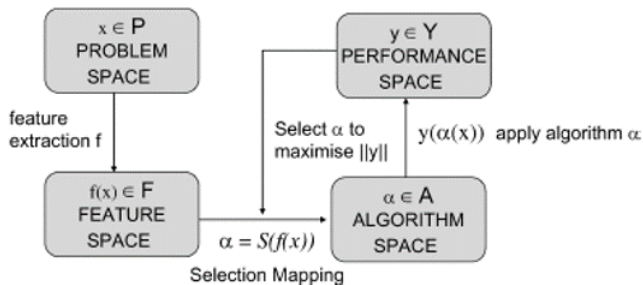 x ∈ P
PROBLEM
SPACE
y ∈ Y
PERFORMANCE
SPACE
feature
extraction f
Select α to
maximise ||y||
y(α(x)) apply algorithm α
f(x) ∈ F
FEATURE
SPACE
α = S(f(x))
Selection Mapping
α ∈ A
ALGORITHM
SPACE